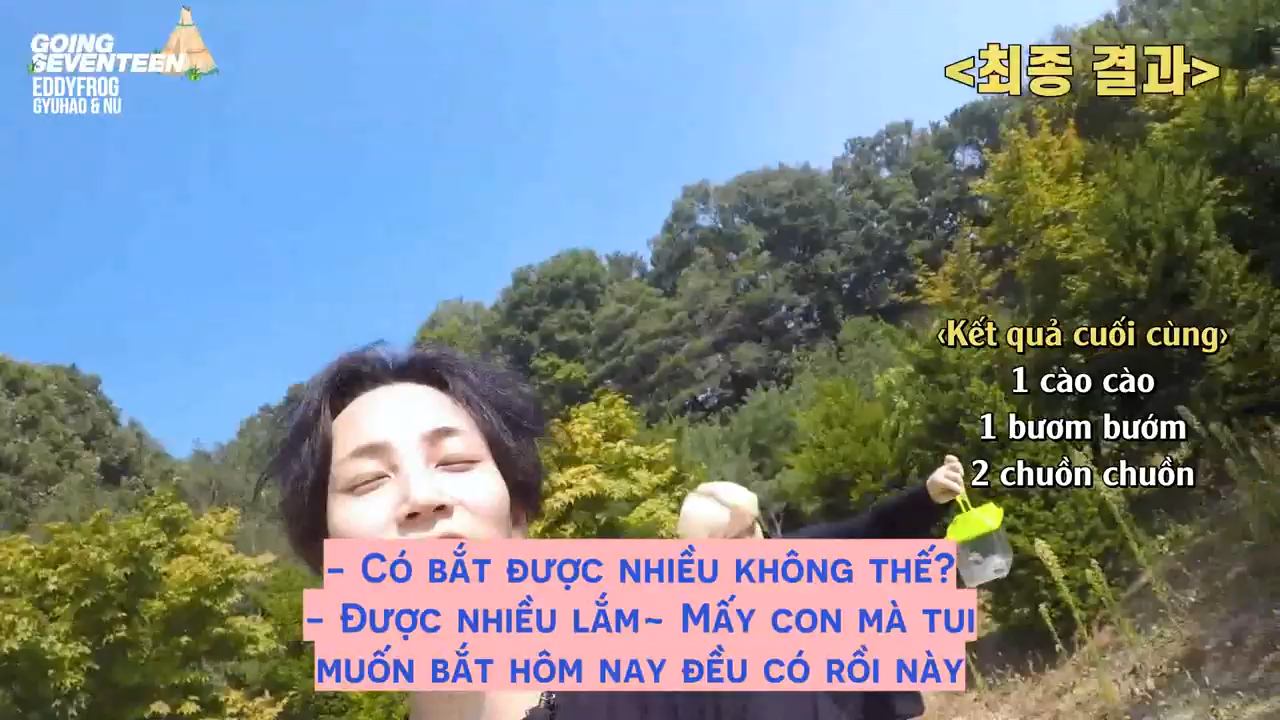 GOING
SEVENTEEN
EDDYFROG
GYUHAO & NU
<최종 결과>
‹Kết quả cuối cùng›
1 cào cào
1 bươm bướm
2 chuồn chuồn
- CÓ BẮT ĐƯỢC NHIỀU KHÔNG THẾ?
- ĐƯỢC NHIỀU LẮM~ MẤY CON MÀ TUI
MUỐN BẮT HÔM NAY ĐỀU CÓ RỒI NÀY